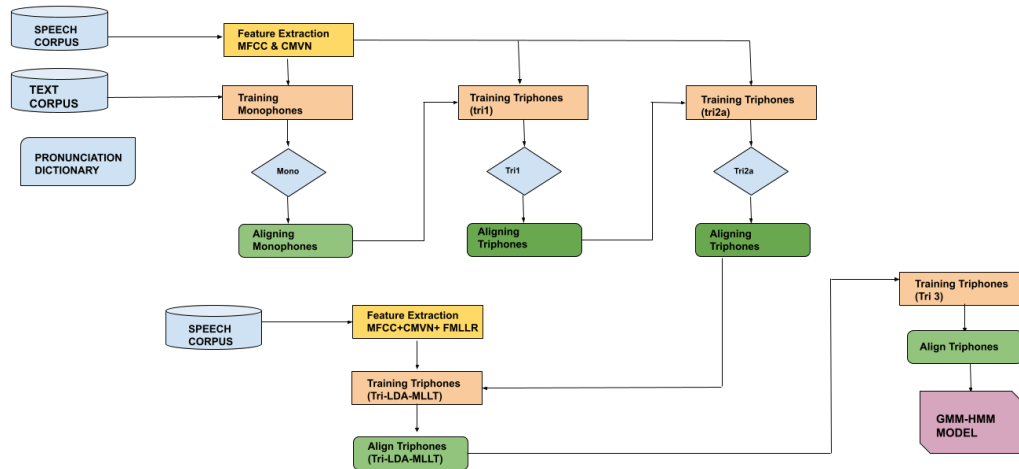 SPEECH
CORPUS
Feature Extraction
MFCC & CMVN
TEXT
CORPUS
Training
Monophones
Training Triphones
(tri1)
Training Triphones
(tri2a)
PRONUNCIATION
DICTIONARY
Mono
Tri1
Tri2a
Aligning
Monophones
Aligning
Triphones
Aligning
Triphones
Training Triphones
(Tri 3)
SPEECH
CORPUS
Feature Extraction
MFCC+CMVN+ FMLLR
Align Triphones
Training Triphones
(Tri-LDA-MLLT)
GMM-HMM
MODEL
Align Triphones
(Tri-LDA-MLLT)